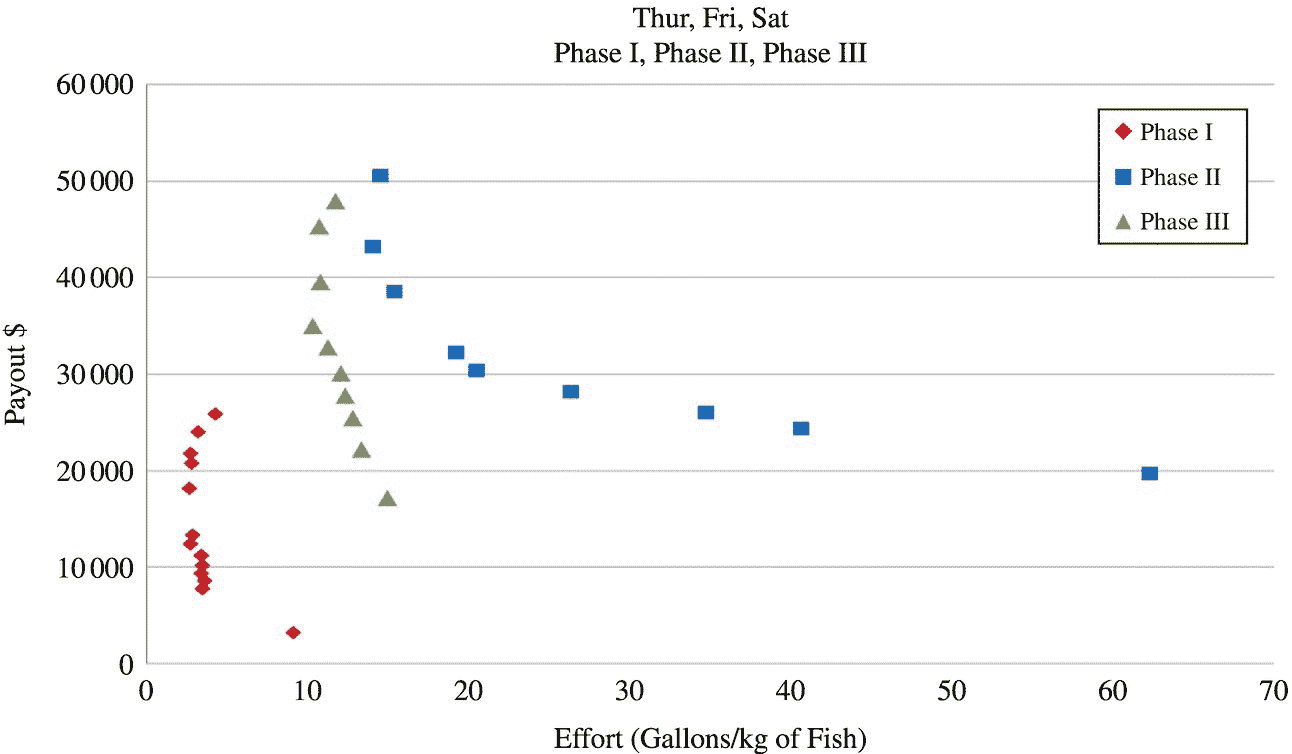 Thur, Fri, Sat
Phase I, Phase II, Phase III
60 000
50 000
40 000
30 000
20 000
10 000
0
Payout $
Phase I
Phase II
Phase III
0 10 20 30 40 50 60 70
Effort (Gallons/kg of Fish)